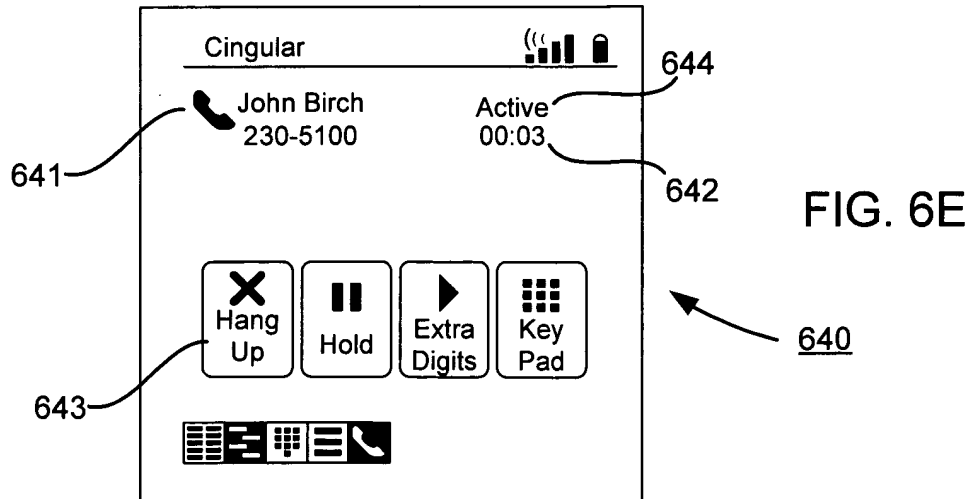 Cingular
644
John Birch
Active
230-5100
00:03
641
642
FIG. 6E
Hang Up
Hold
Extra Digits
Key Pad
640
643